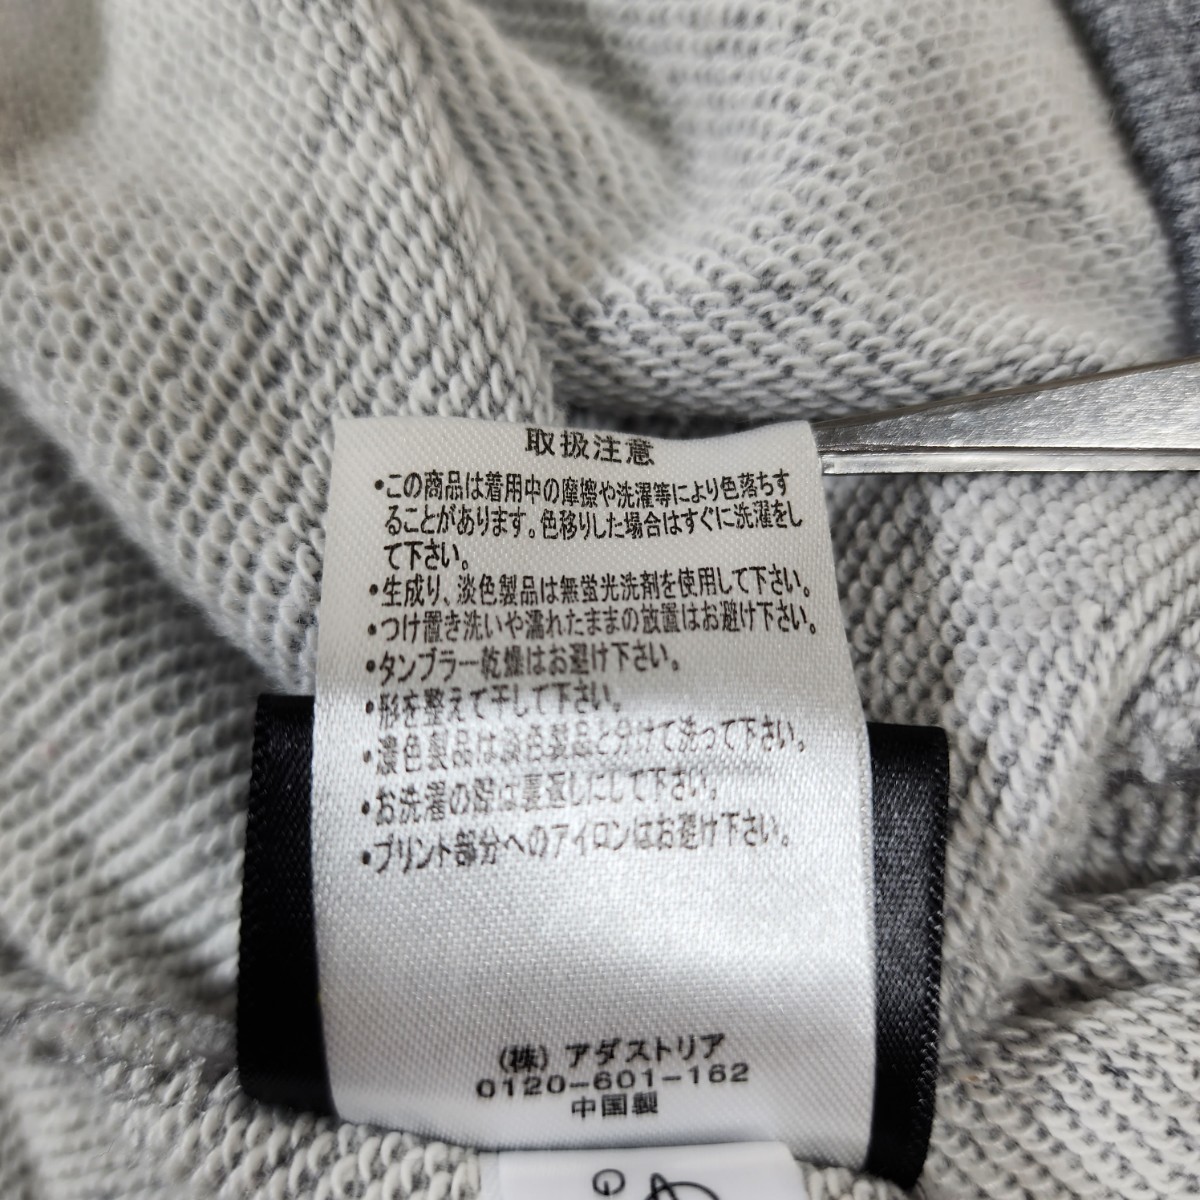 取扱注意
•この商品は着用中の摩擦や洗濯等により色落ちす
ることがあります。色移りした場合はすぐに洗濯をし
て下さい。
•生成り、淡色製品は無蛍光洗剤を使用して下さい。
•つけ置き洗いや濡れたままの放置はお避け下さい。
•タンブラー乾燥はお避け下さい。
•形を整えて干して下さい。
•濃色製品は淡色製品と分けて洗って下さい。
•お洗濯の際は裏返しにして下さい。
•プリント部分へのアイロンはお避け下さい。
(株) アダストリア
0120-601-162
中国製